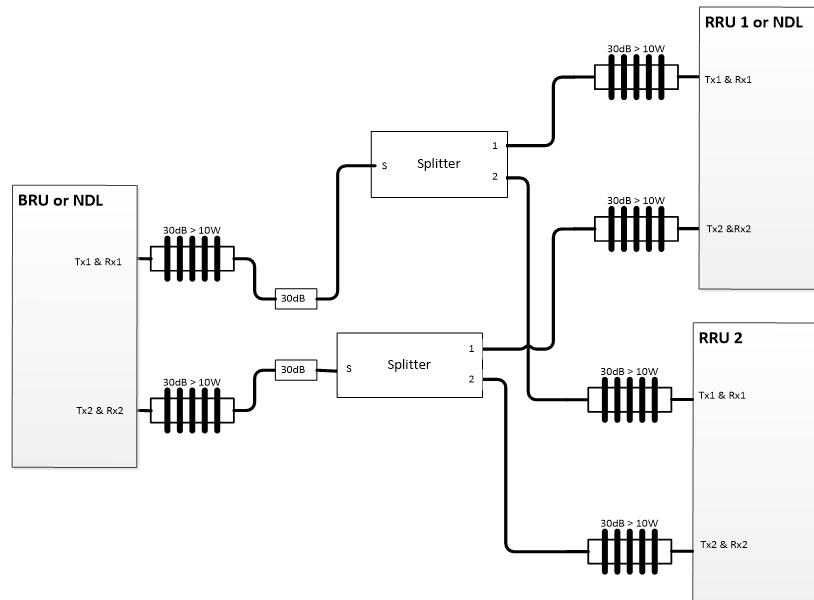 RRU 1 or NDL
30dB > 10W
Tx1 & Rx1
1
S
Splitter
2
BRU or NDL
30dB > 10W
Tx2 &Rx2
30dB > 10W
Tx1 & Rx1
30dB
RRU 2
1
30dB
S
Splitter
2
30dB > 10W
30dB > 10W
Tx1 & Rx1
Tx2 & Rx2
30dB > 10W
Tx2 & Rx2